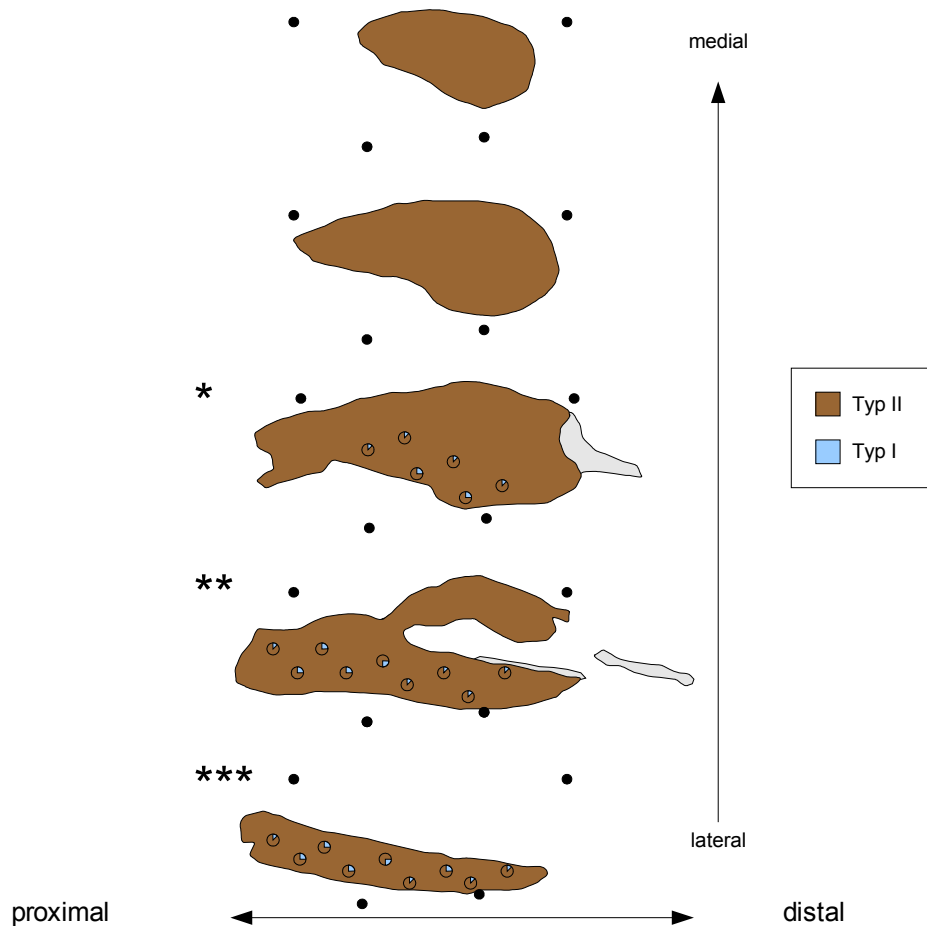 medial
*
Typ II
Typ I
**
***
lateral
proximal
distal